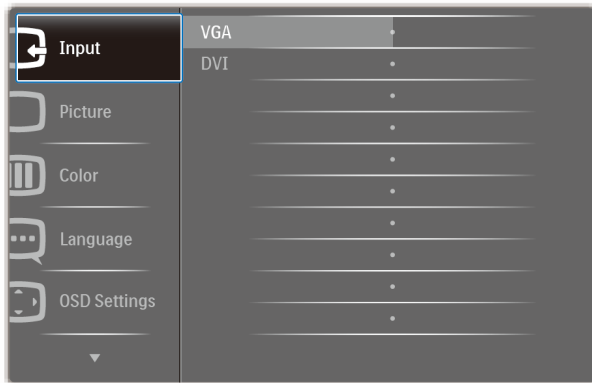 Input
VGA
DVI
Picture
Color
Language
OSD Settings